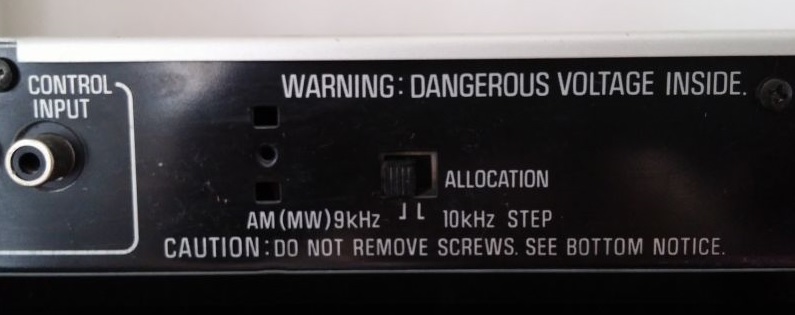 CONTROL
INPUT
WARNING: DANGEROUS VOLTAGE INSIDE.
ALLOCATION
AM(MW)9kHz 10kHz STEP
CAUTION: DO NOT REMOVE SCREWS. SEE BOTTOM NOTICE.